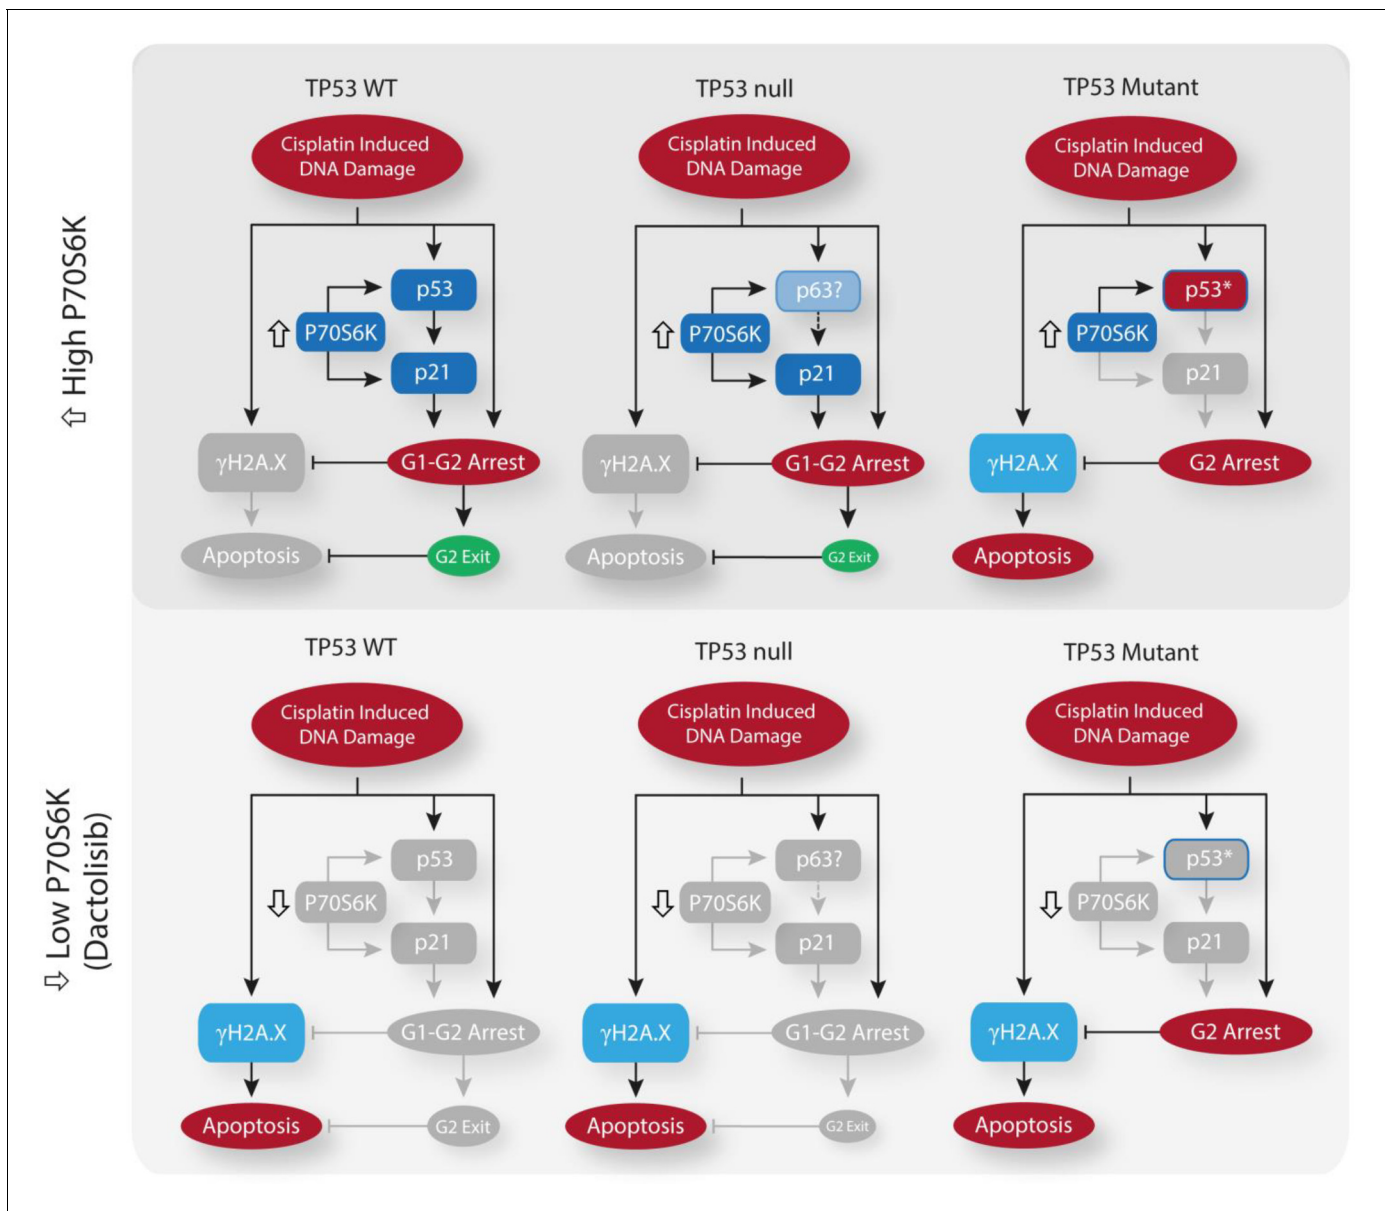 ⇧ High P70S6K
TP53 WT
Cisplatin Induced
DNA Damage
p53
P70S6K
p21
γH2A.X
G1-G2 Arrest
Apoptosis
G2 Exit
TP53 null
Cisplatin Induced
DNA Damage
p63?
P70S6K
p21
γH2A.X
G1-G2 Arrest
Apoptosis
G2 Exit
TP53 Mutant
Cisplatin Induced
DNA Damage
p53*
P70S6K
p21
γH2A.X
G2 Arrest
Apoptosis
⇩ Low P70S6K
(Dactolisib)
TP53 WT
Cisplatin Induced
DNA Damage
p53
P70S6K
p21
γH2A.X
G1-G2 Arrest
Apoptosis
G2 Exit
TP53 null
Cisplatin Induced
DNA Damage
p63?
P70S6K
p21
γH2A.X
G1-G2 Arrest
Apoptosis
G2 Exit
TP53 Mutant
Cisplatin Induced
DNA Damage
p53*
P70S6K
p21
γH2A.X
G2 Arrest
Apoptosis